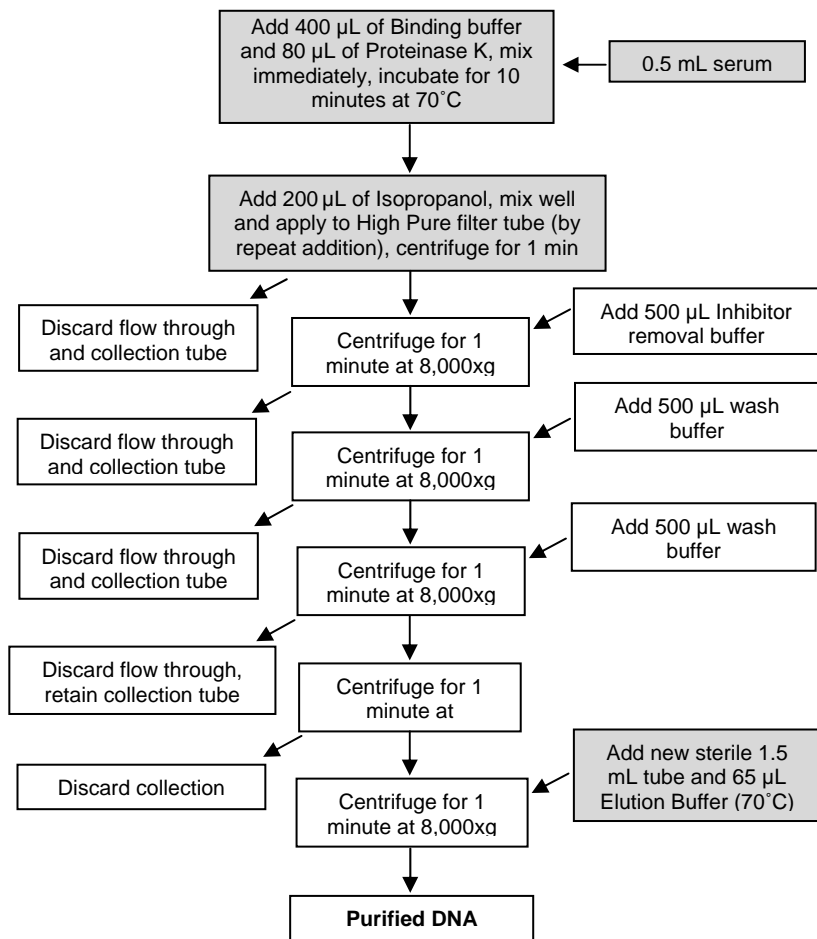 Add 400 µL of Binding buffer
and 80 µL of Proteinase K, mix
immediately, incubate for 10
minutes at 70˚C
0.5 mL serum
Add 200 µL of Isopropanol, mix well
and apply to High Pure filter tube (by
repeat addition), centrifuge for 1 min
Discard flow through
and collection tube
Centrifuge for 1
minute at 8,000xg
Add 500 µL Inhibitor
removal buffer
Discard flow through
and collection tube
Centrifuge for 1
minute at 8,000xg
Add 500 µL wash
buffer
Discard flow through
and collection tube
Centrifuge for 1
minute at 8,000xg
Add 500 µL wash
buffer
Discard flow through,
retain collection tube
Centrifuge for 1
minute at
Discard collection
Centrifuge for 1
minute at 8,000xg
Add new sterile 1.5
mL tube and 65 µL
Elution Buffer (70˚C)
Purified DNA